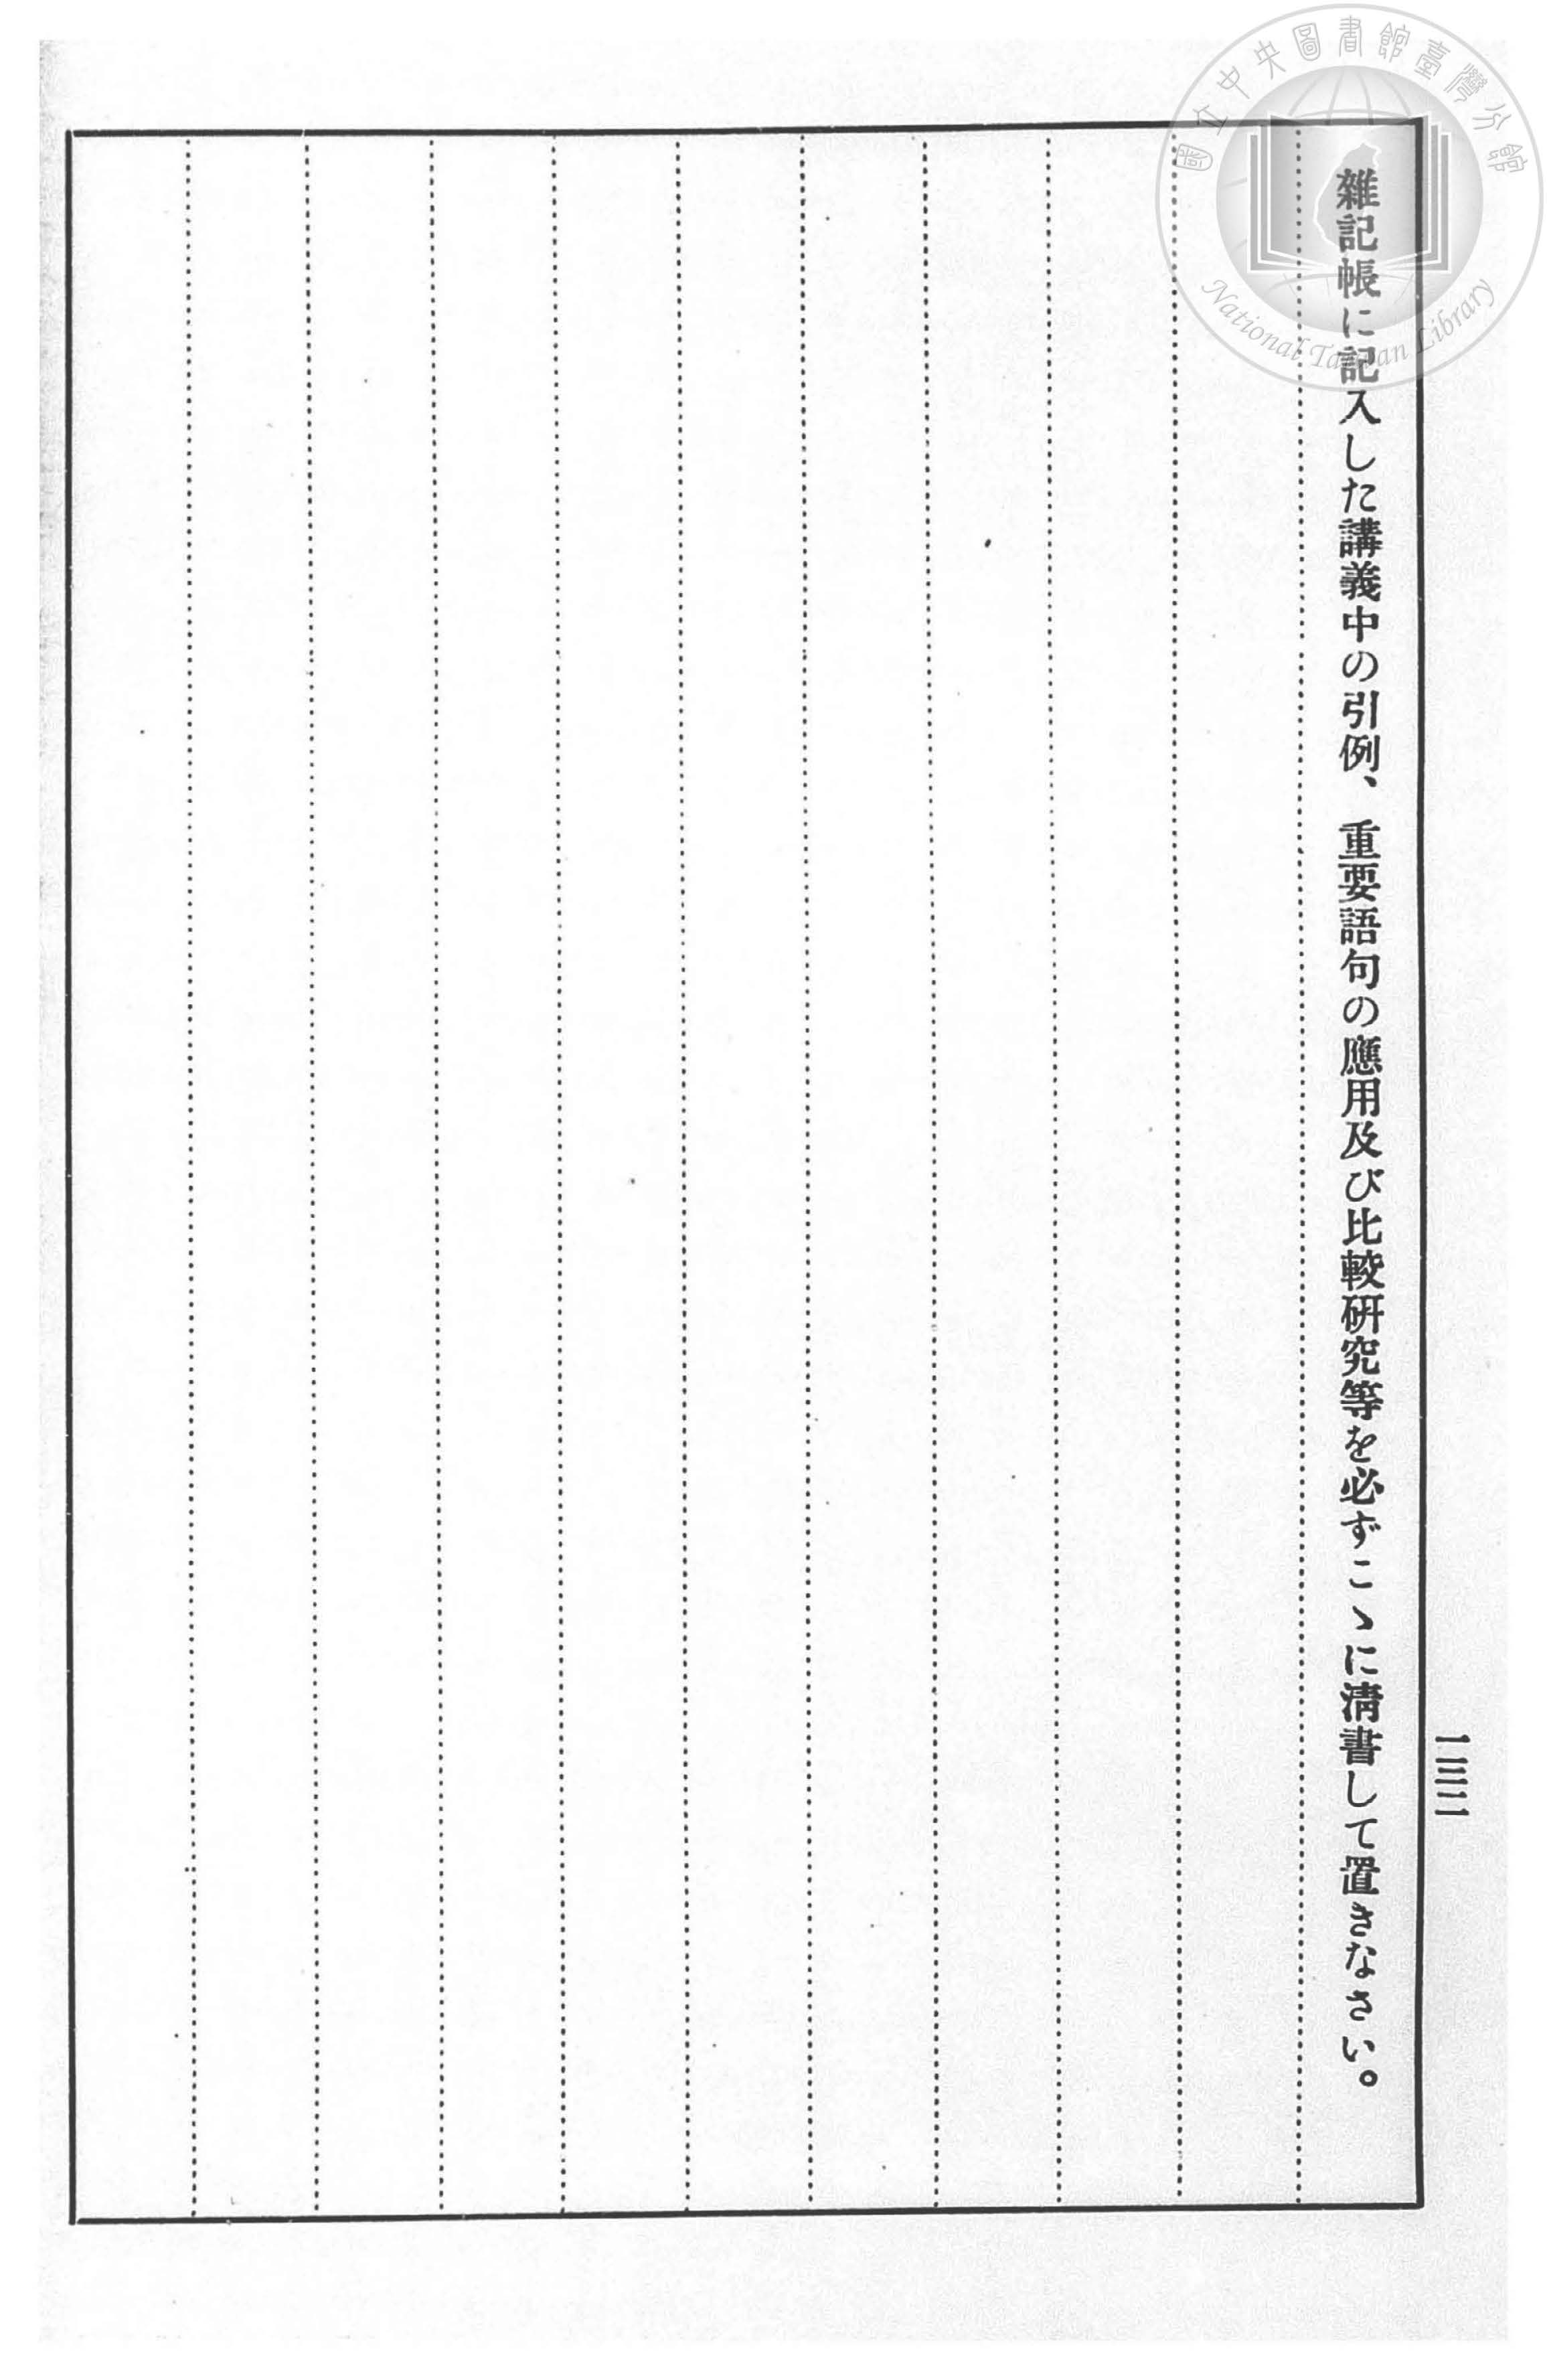 國立中央圖書館臺灣分館
National Taiwan Library
雜記帳に記入した講義中の引例、重要語句の應用及び比較研究等を必ずこゝに淸書して置きなさい。
一三二